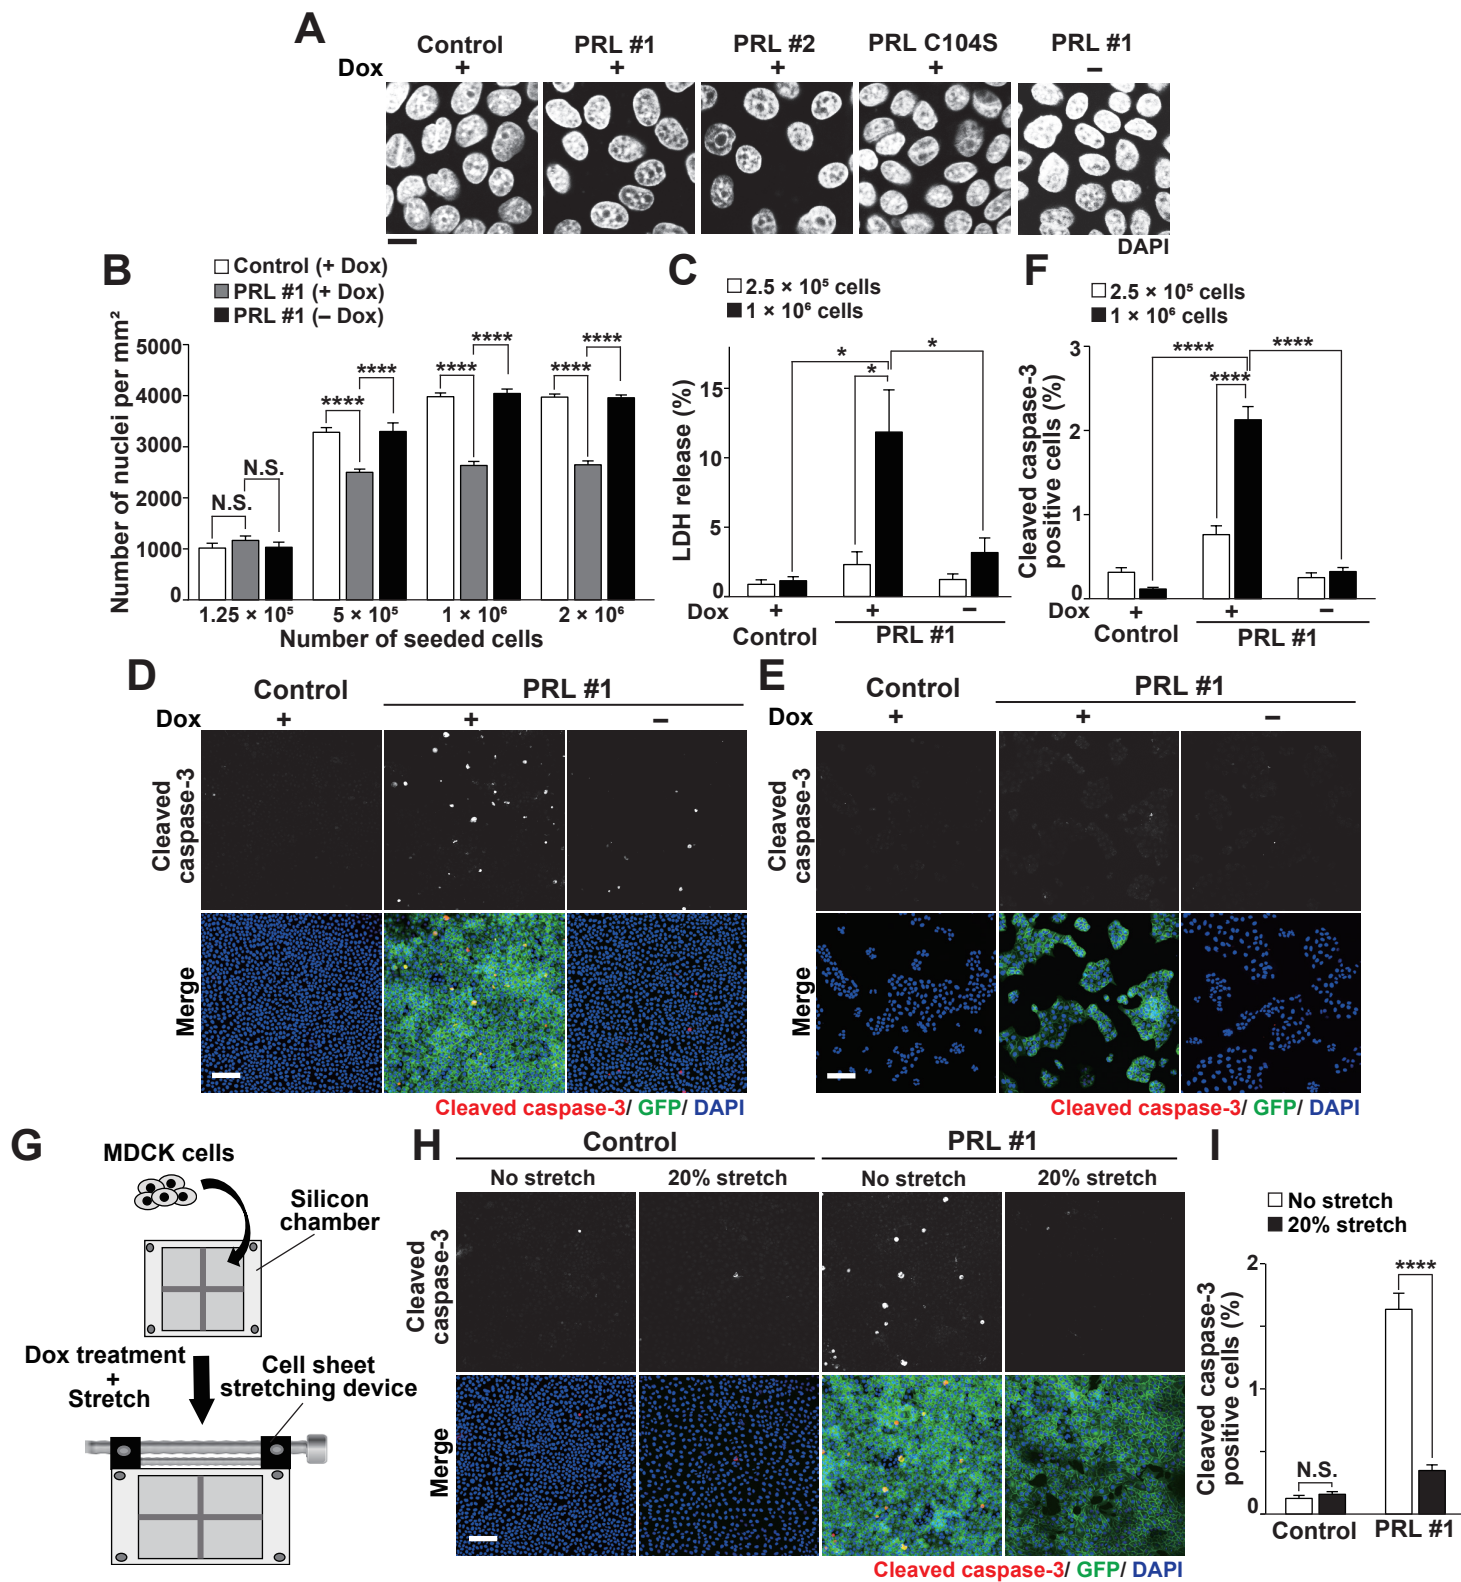 A
Control PRL #1 PRL #2 PRL C104S PRL #1
Dox + + + + –
DAPI
B
Control (+ Dox)
PRL #1 (+ Dox)
PRL #1 (– Dox)
Number of nuclei per mm²
5000
4000
3000
2000
1000
0
N.S. N.S.
**** ****
**** ****
**** ****
1.25 × 10⁵ 5 × 10⁵ 1 × 10⁶ 2 × 10⁶
Number of seeded cells
C
2.5 × 10⁵ cells
1 × 10⁶ cells
LDH release (%)
15
10
5
0
* * *
Dox + + –
Control PRL #1
F
2.5 × 10⁵ cells
1 × 10⁶ cells
Cleaved caspase-3
positive cells (%)
3
2
1
0
**** **** ****
Dox + + –
Control PRL #1
D
Control PRL #1
Dox + + –
Cleaved
caspase-3
Merge
Cleaved caspase-3/ GFP/ DAPI
E
Control PRL #1
Dox + + –
Cleaved
caspase-3
Merge
Cleaved caspase-3/ GFP/ DAPI
G
MDCK cells
Silicon
chamber
Dox treatment
+
Stretch
Cell sheet
stretching device
H
Control PRL #1
No stretch 20% stretch No stretch 20% stretch
Cleaved
caspase-3
Merge
Cleaved caspase-3/ GFP/ DAPI
I
No stretch
20% stretch
Cleaved caspase-3
positive cells (%)
2
1
0
N.S.
****
Control PRL #1